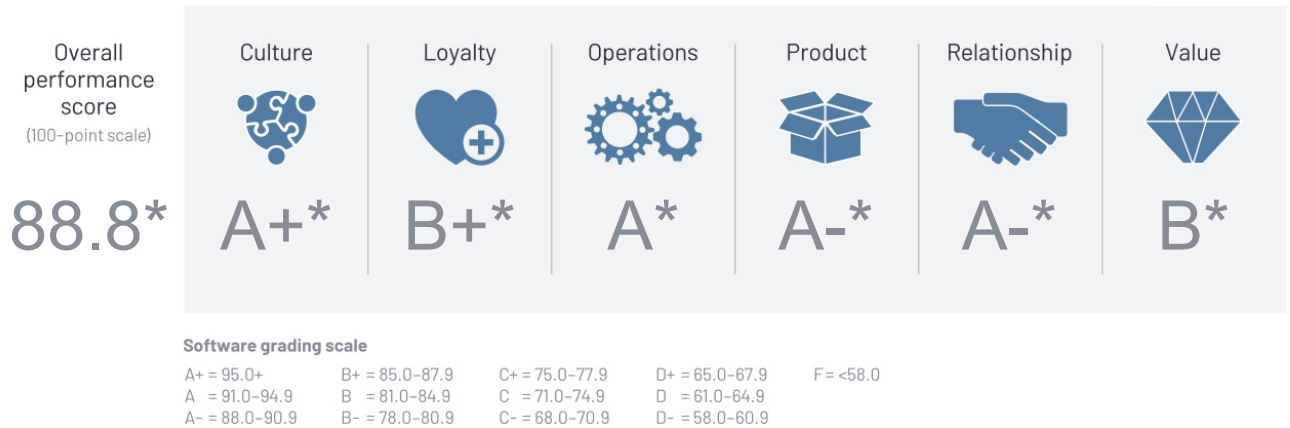 Overall
performance
score
(100-point scale)
88.8*
Culture
A+*
Loyalty
B+*
Operations
A*
Product
A-*
Relationship
A-*
Value
B*
Software grading scale
A+ = 95.0+
A = 91.0–94.9
A- = 88.0–90.9
B+ = 85.0–87.9
B = 81.0–84.9
B- = 78.0–80.9
C+ = 75.0–77.9
C = 71.0–74.9
C- = 68.0–70.9
D+ = 65.0–67.9
D = 61.0–64.9
D- = 58.0–60.9
F = <58.0